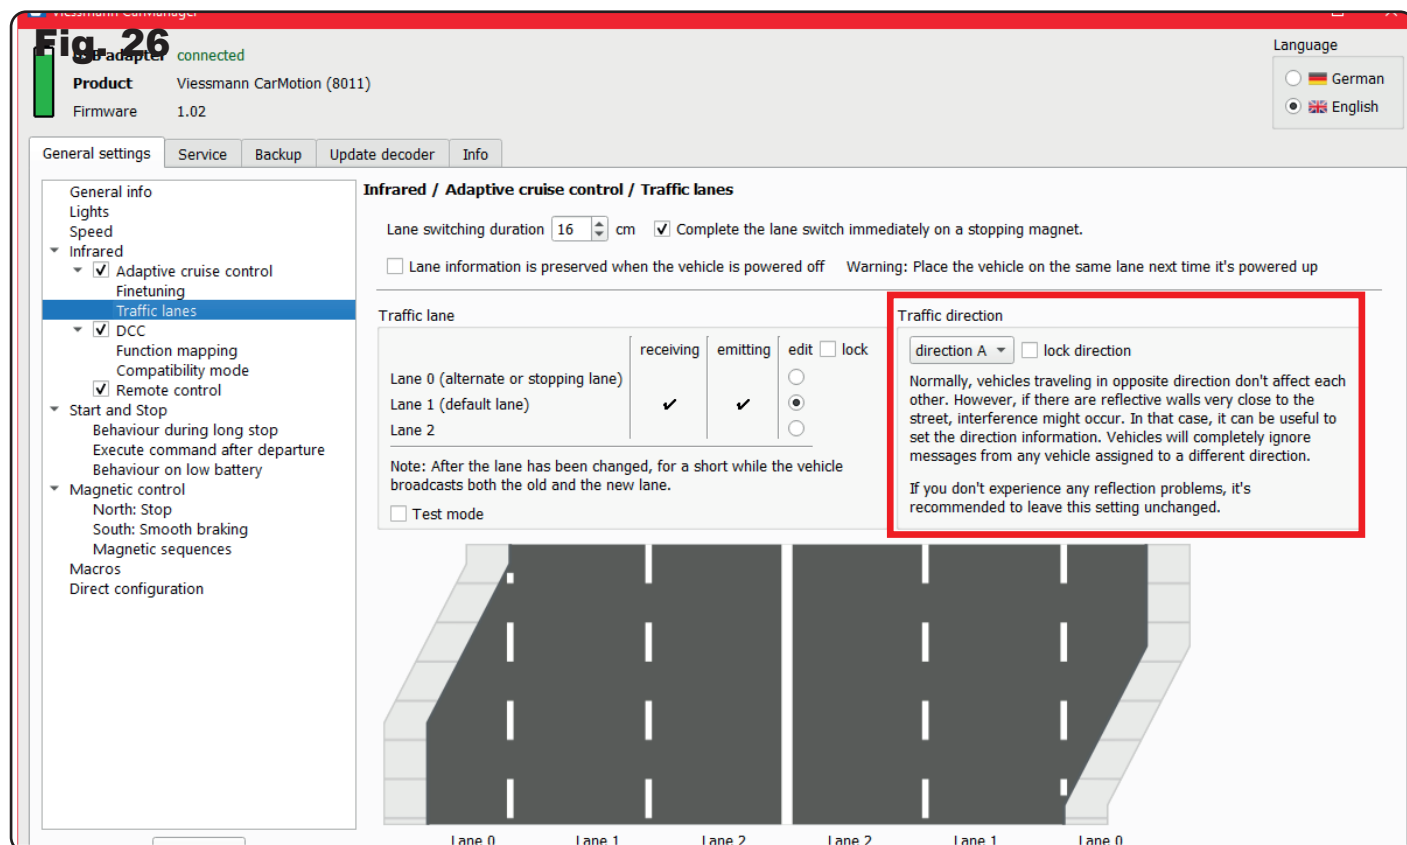 Viessmann CarManager
Fig. 26
USB adapter connected
Product Viessmann CarMotion (8011)
Firmware 1.02
Language
German
English
General settings Service Backup Update decoder Info
General info
Lights
Speed
Infrared
Adaptive cruise control
Finetuning
Traffic lanes
DCC
Function mapping
Compatibility mode
Remote control
Start and Stop
Behaviour during long stop
Execute command after departure
Behaviour on low battery
Magnetic control
North: Stop
South: Smooth braking
Magnetic sequences
Macros
Direct configuration
Infrared / Adaptive cruise control / Traffic lanes
Lane switching duration 16 cm Complete the lane switch immediately on a stopping magnet.
Lane information is preserved when the vehicle is powered off Warning: Place the vehicle on the same lane next time it's powered up
Traffic lane
receiving emitting edit lock
Lane 0 (alternate or stopping lane)
Lane 1 (default lane)
Lane 2
Note: After the lane has been changed, for a short while the vehicle
broadcasts both the old and the new lane.
Test mode
Traffic direction
direction A lock direction
Normally, vehicles traveling in opposite direction don't affect each
other. However, if there are reflective walls very close to the
street, interference might occur. In that case, it can be useful to
set the direction information. Vehicles will completely ignore
messages from any vehicle assigned to a different direction.
If you don't experience any reflection problems, it's
recommended to leave this setting unchanged.
Lane 0 Lane 1 Lane 2 Lane 2 Lane 1 Lane 0